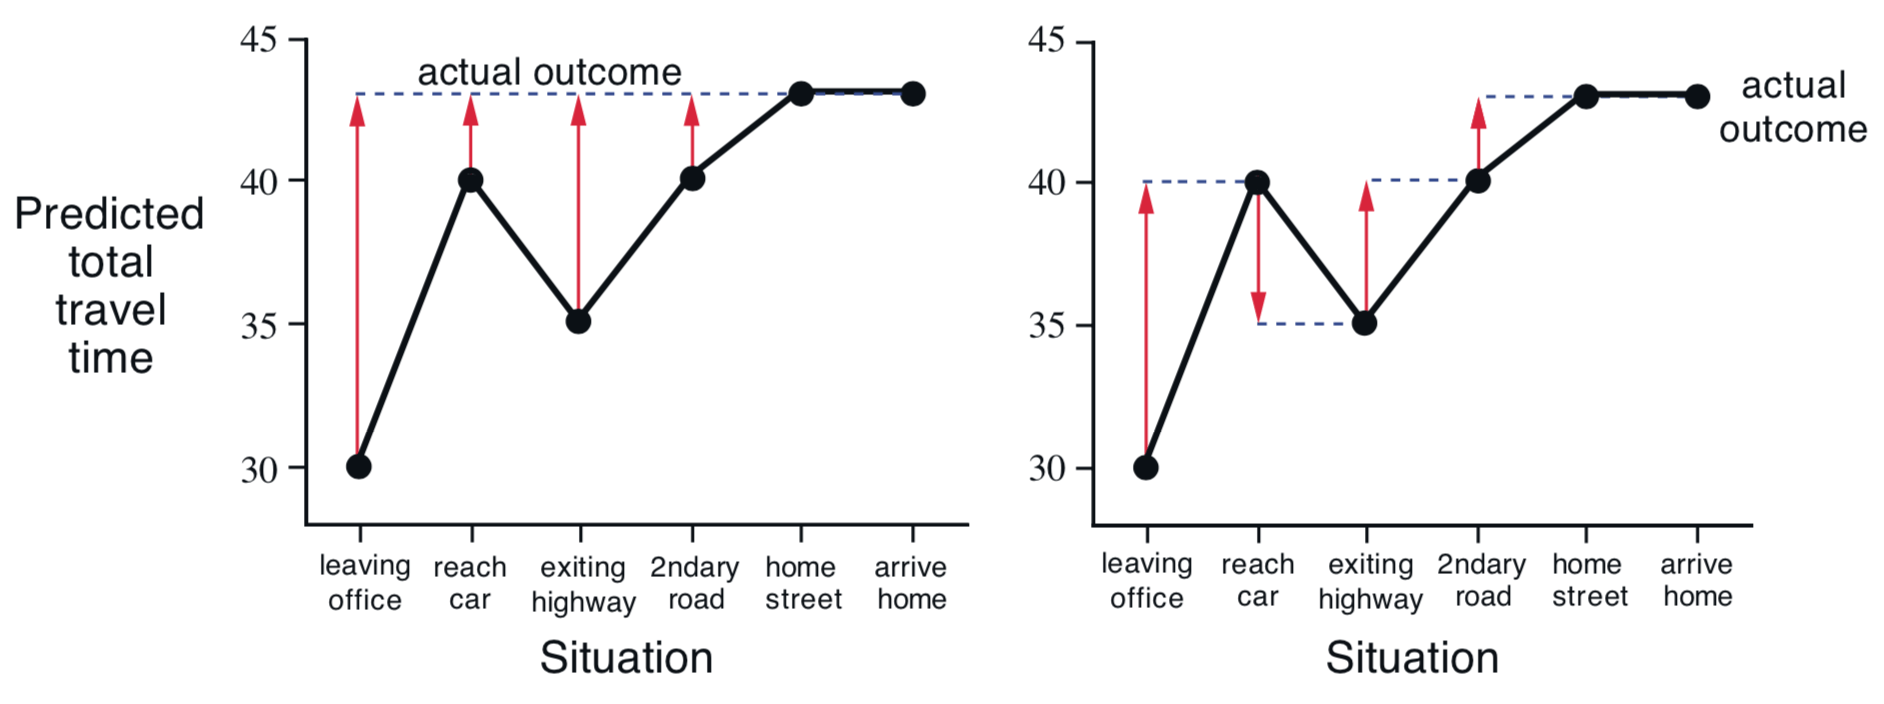 Predicted
total
travel
time
45
40
35
30
actual outcome
leaving
office
reach
car
exiting
highway
2ndary
road
home
street
arrive
home
Situation
45
40
35
30
actual
outcome
leaving
office
reach
car
exiting
highway
2ndary
road
home
street
arrive
home
Situation